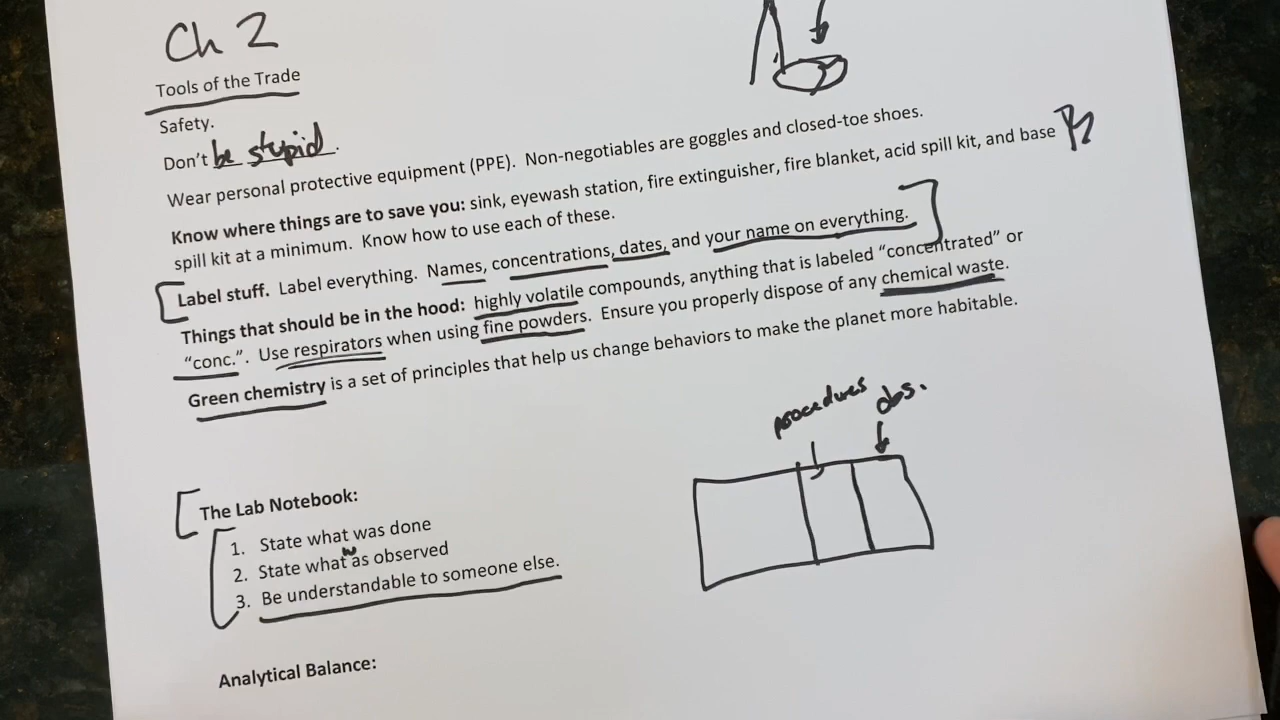 Ch 2
Tools of the Trade
Safety.
Don't be stupid.
Wear personal protective equipment (PPE). Non-negotiables are goggles and closed-toe shoes.
Know where things are to save you: sink, eyewash station, fire extinguisher, fire blanket, acid spill kit, and base
spill kit at a minimum. Know how to use each of these.
Label stuff. Label everything. Names, concentrations, dates, and your name on everything.
Things that should be in the hood: highly volatile compounds, anything that is labeled "concentrated" or
"conc.". Use respirators when using fine powders. Ensure you properly dispose of any chemical waste.
Green chemistry is a set of principles that help us change behaviors to make the planet more habitable.
procedures obs.
The Lab Notebook:
1. State what was done
2. State what was observed
3. Be understandable to someone else.
Analytical Balance: